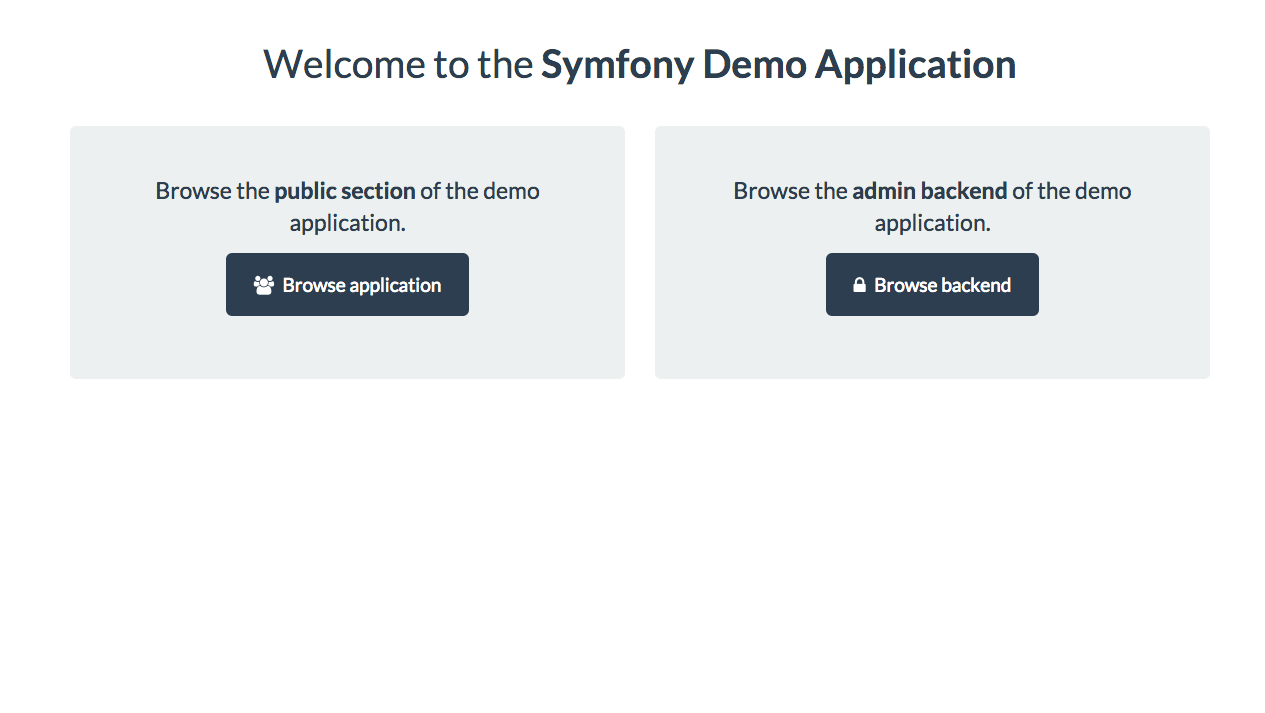 Welcome to the Symfony Demo Application
Browse the public section of the demo
application.
Browse application
Browse the admin backend of the demo
application.
Browse backend